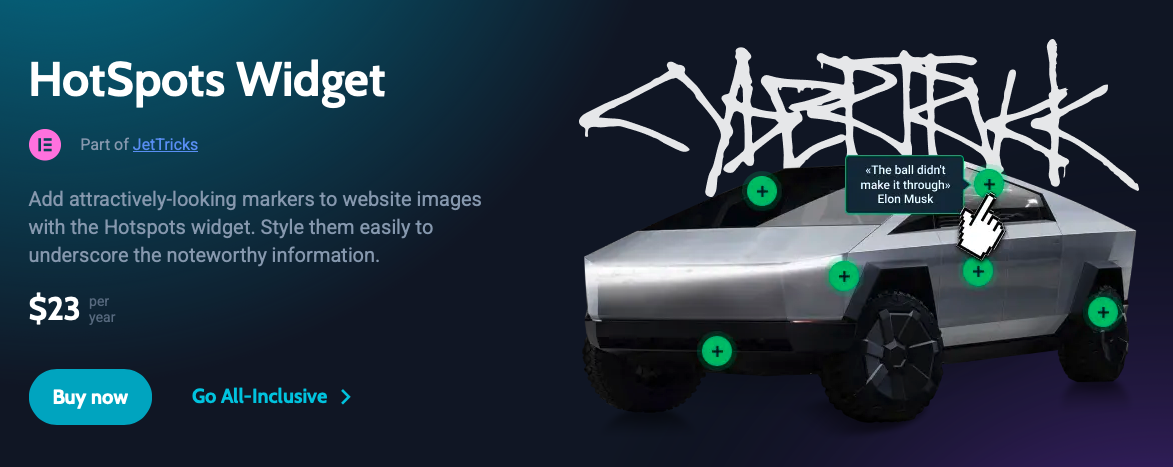 HotSpots Widget
Part of JetTricks
Add attractively-looking markers to website images
with the Hotspots widget. Style them easily to
underscore the noteworthy information.
$23 per
year
Buy now
Go All-Inclusive
CYBERTRUCK
«The ball didn't
make it through»
Elon Musk